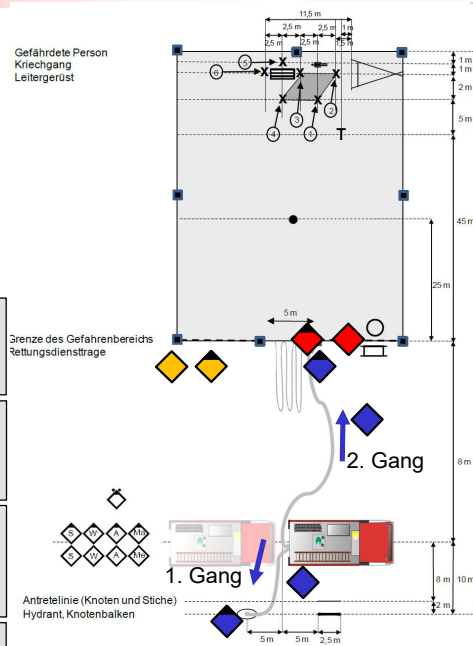 11,5 m
2,5 m 2,5 m 1 m
2,5 m 2,5 m 1,5 m
Gefährdete Person
Kriechgang
Leitergerüst
5
6
3
4
1
2
T
1 m
1 m
2 m
5 m
45 m
25 m
5 m
Grenze des Gefahrenbereichs
Rettungsdiensttrage
8 m
2. Gang
S W A Ma
S W A Me
1. Gang
8 m
10 m
2 m
Antretelinie (Knoten und Stiche)
Hydrant, Knotenbalken
5 m 5 m 2,5 m